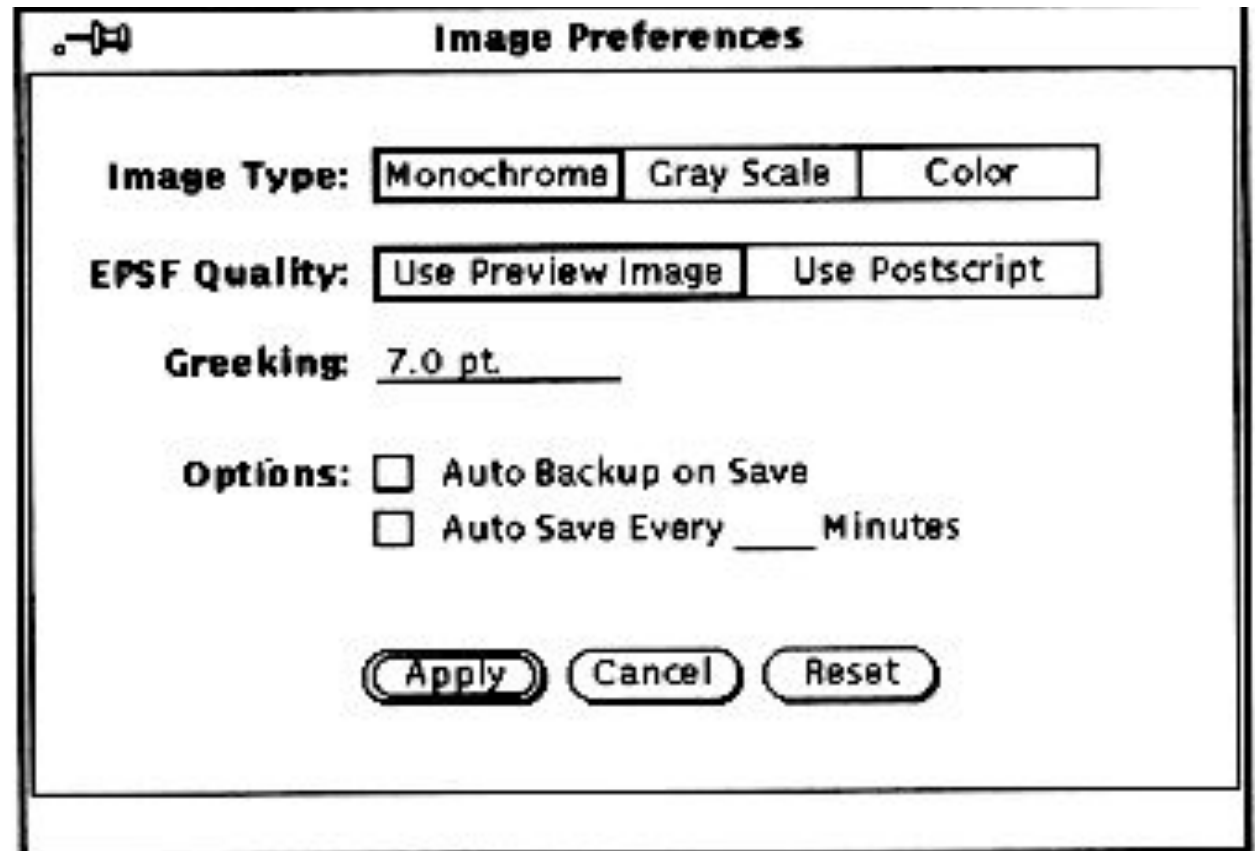 Image Preferences
Image Type: Monochrome Gray Scale Color
EPSF Quality: Use Preview Image Use Postscript
Greeking: 7.0 pt.
Options: Auto Backup on Save
Auto Save Every ____ Minutes
Apply Cancel Reset